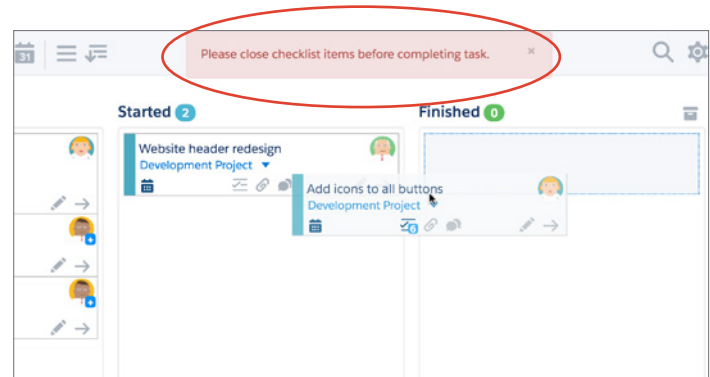 31
Please close checklist items before completing task. ×
Started 2
Finished 0
Website header redesign
Development Project
Add icons to all buttons
Development Project
6